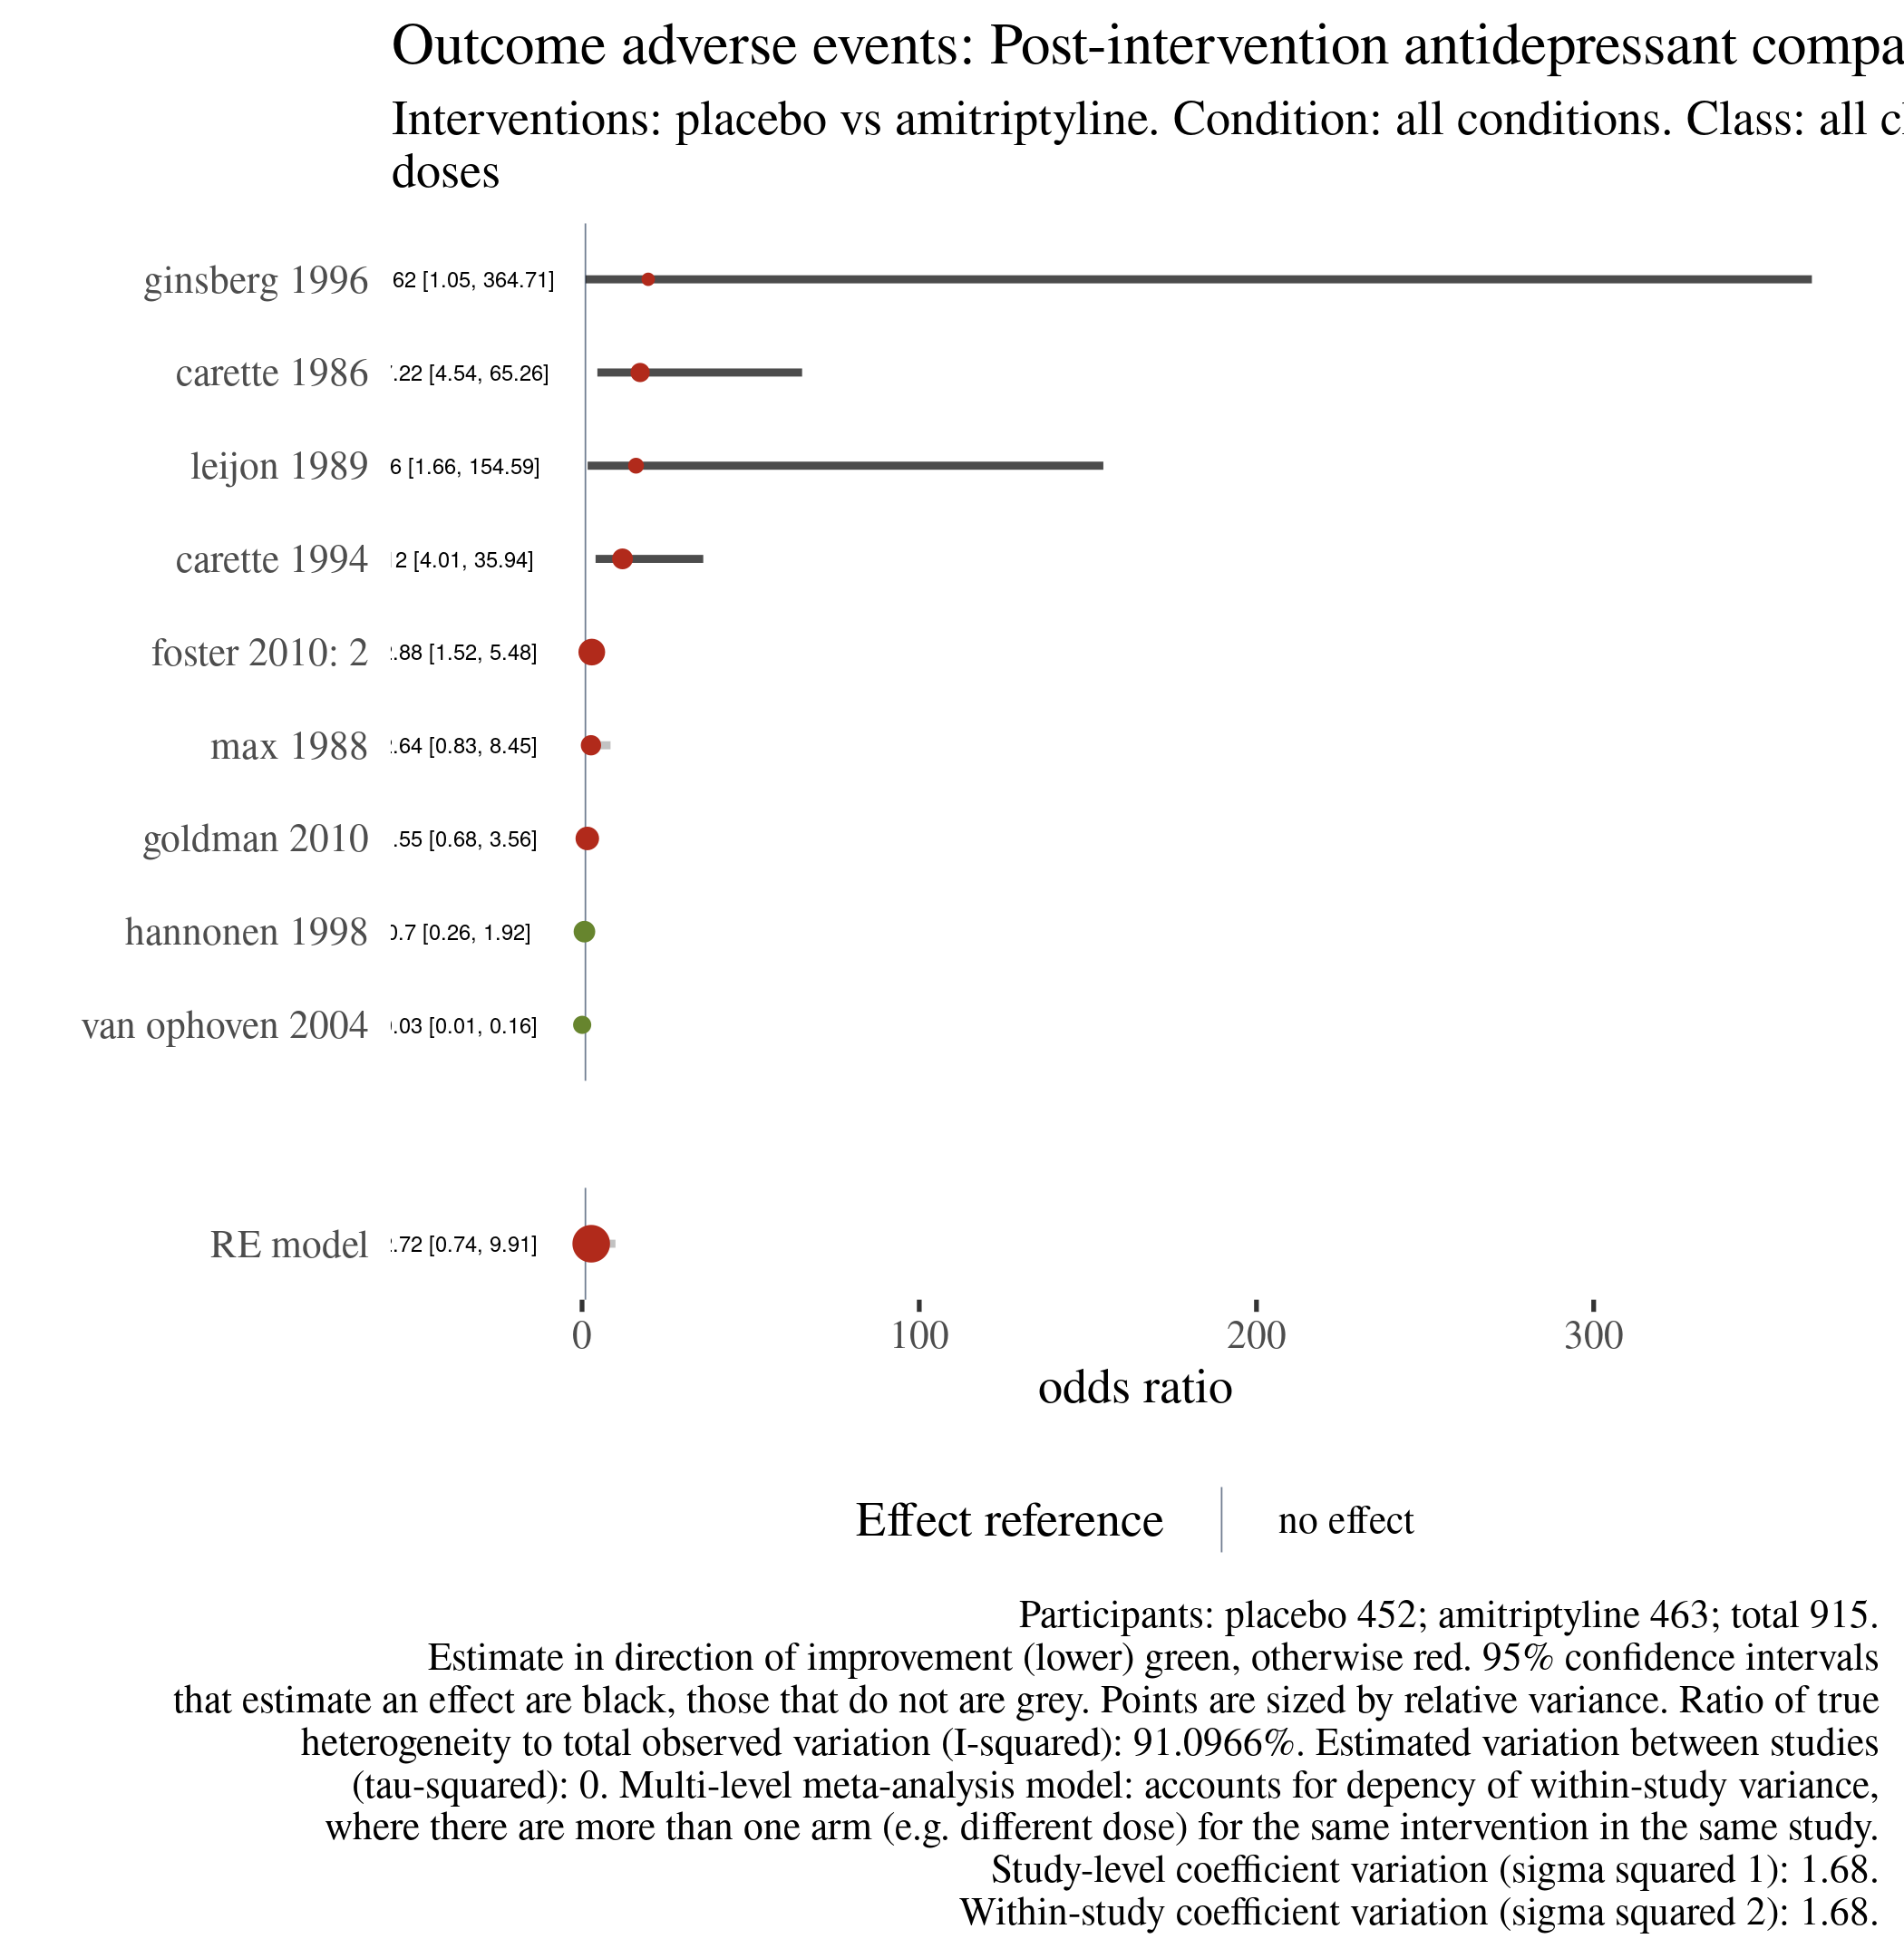 Outcome adverse events: Post-intervention antidepressant compa
Interventions: placebo vs amitriptyline. Condition: all conditions. Class: all
doses
ginsberg 1996 62 [1.05, 364.71]
carette 1986 .22 [4.54, 65.26]
leijon 1989 6 [1.66, 154.59]
carette 1994 2 [4.01, 35.94]
foster 2010: 2 .88 [1.52, 5.48]
max 1988 .64 [0.83, 8.45]
goldman 2010 .55 [0.68, 3.56]
hannonen 1998 0.7 [0.26, 1.92]
van ophoven 2004 .03 [0.01, 0.16]
RE model .72 [0.74, 9.91]
0 100 200 300
odds ratio
Effect reference no effect
Participants: placebo 452; amitriptyline 463; total 915.
Estimate in direction of improvement (lower) green, otherwise red. 95% confidence intervals
that estimate an effect are black, those that do not are grey. Points are sized by relative variance. Ratio of true
heterogeneity to total observed variation (I-squared): 91.0966%. Estimated variation between studies
(tau-squared): 0. Multi-level meta-analysis model: accounts for depency of within-study variance,
where there are more than one arm (e.g. different dose) for the same intervention in the same study.
Study-level coefficient variation (sigma squared 1): 1.68.
Within-study coefficient variation (sigma squared 2): 1.68.